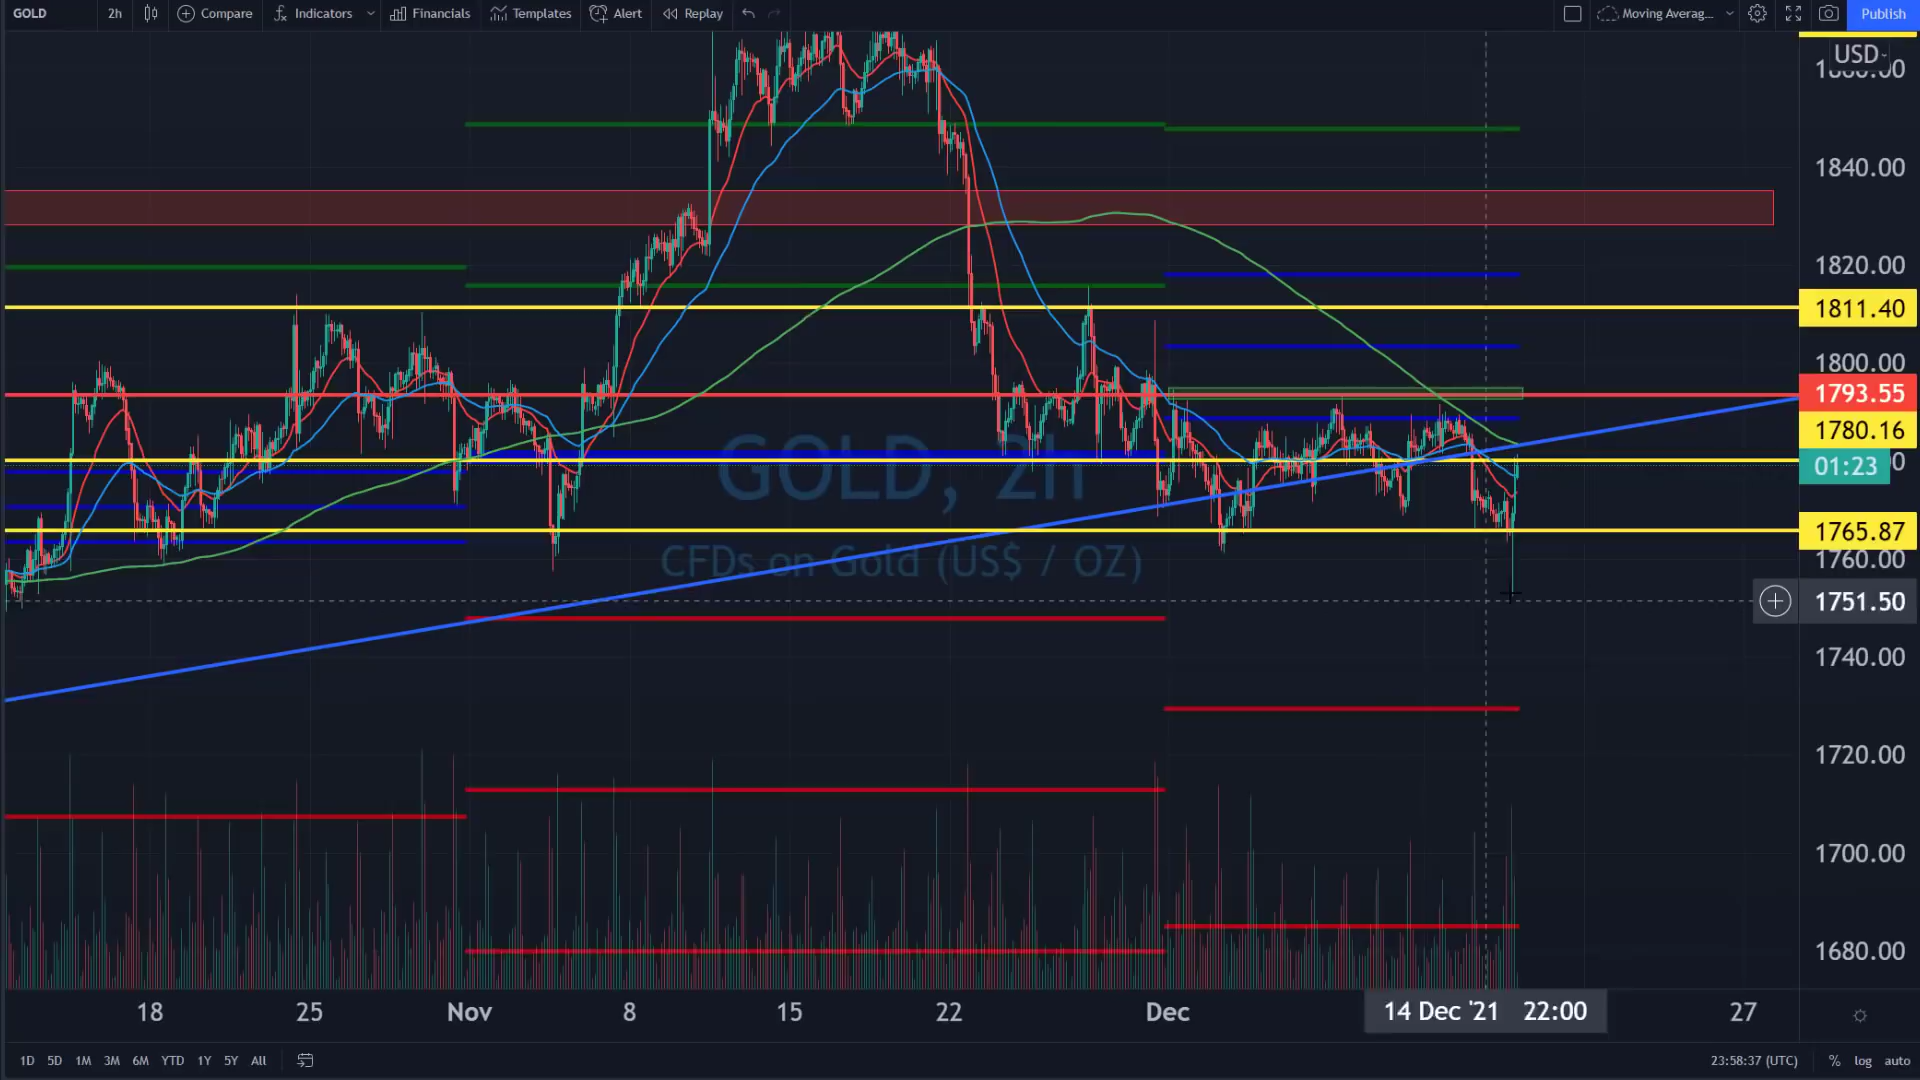 GOLD 2h Compare Indicators Financials Templates Alert Replay Moving Averag... Publish
USD
1840.00
1820.00
1811.40
1800.00
1793.55
1780.16
01:23
GOLD, 2h
1765.87
CFDs on Gold (US$ / OZ)
1760.00
1751.50
1740.00
1720.00
1700.00
1680.00
18 25 Nov 8 15 22 Dec 14 Dec '21 22:00 27
1D 5D 1M 3M 6M YTD 1Y 5Y All 23:58:37 (UTC) % log auto